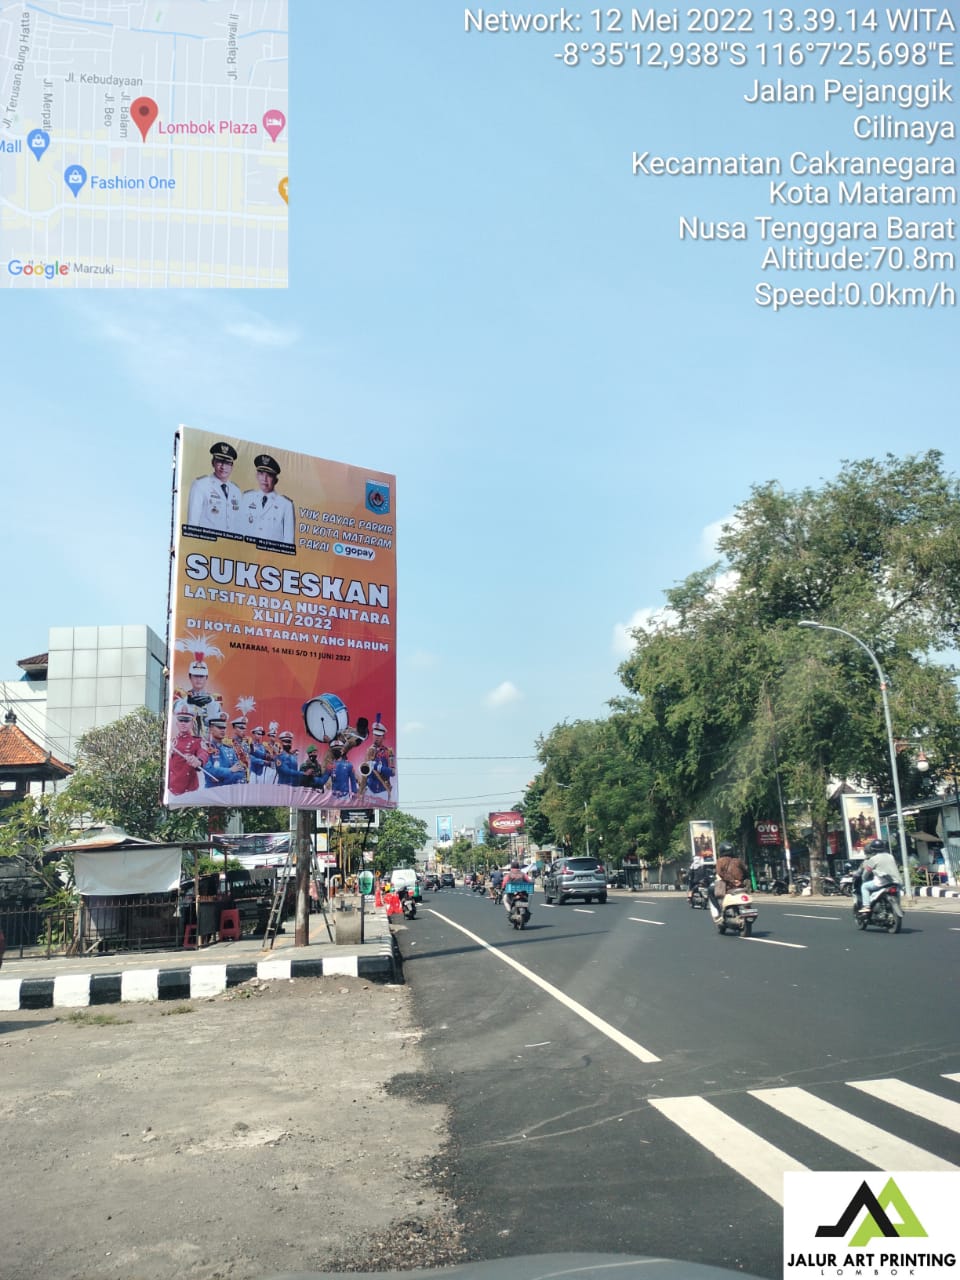 Network: 12 Mei 2022 13.39.14 WITA
-8°35'12,938"S 116°7'25,698"E
Jalan Pejanggik
Cilinaya
Kecamatan Cakranegara
Kota Mataram
Nusa Tenggara Barat
Altitude:70.8m
Speed:0.0km/h
Jl. Terusan Bung Hatta
Jl. Rajawali II
Jl. Kebudayaan
Jl. Merpati
Jl. Beo
Jl. Balam
Lombok Plaza
Mall
Fashion One
Google
Marzuki
YUK BAYAR PARKIR
DI KOTA MATARAM
PAKAI gopay
SUKSESKAN
LATSITARDA NUSANTARA
XLII/2022
DI KOTA MATARAM YANG HARUM
MATARAM, 14 MEI S/D 11 JUNI 2022
APOLLO
OYO
JALUR ART PRINTING
LOMBOK